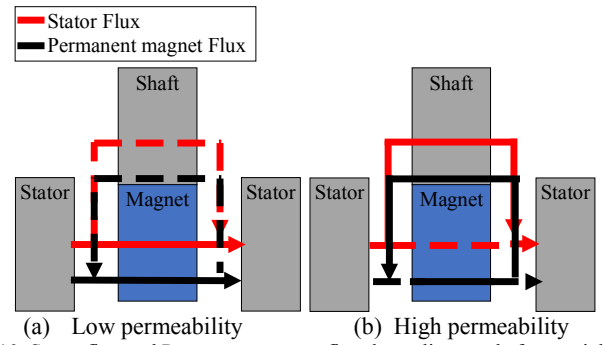 Stator Flux
Permanent magnet Flux
Shaft
Shaft
Stator
Magnet
Stator
Stator
Magnet
Stator
(a) Low permeability
(b) High permeability